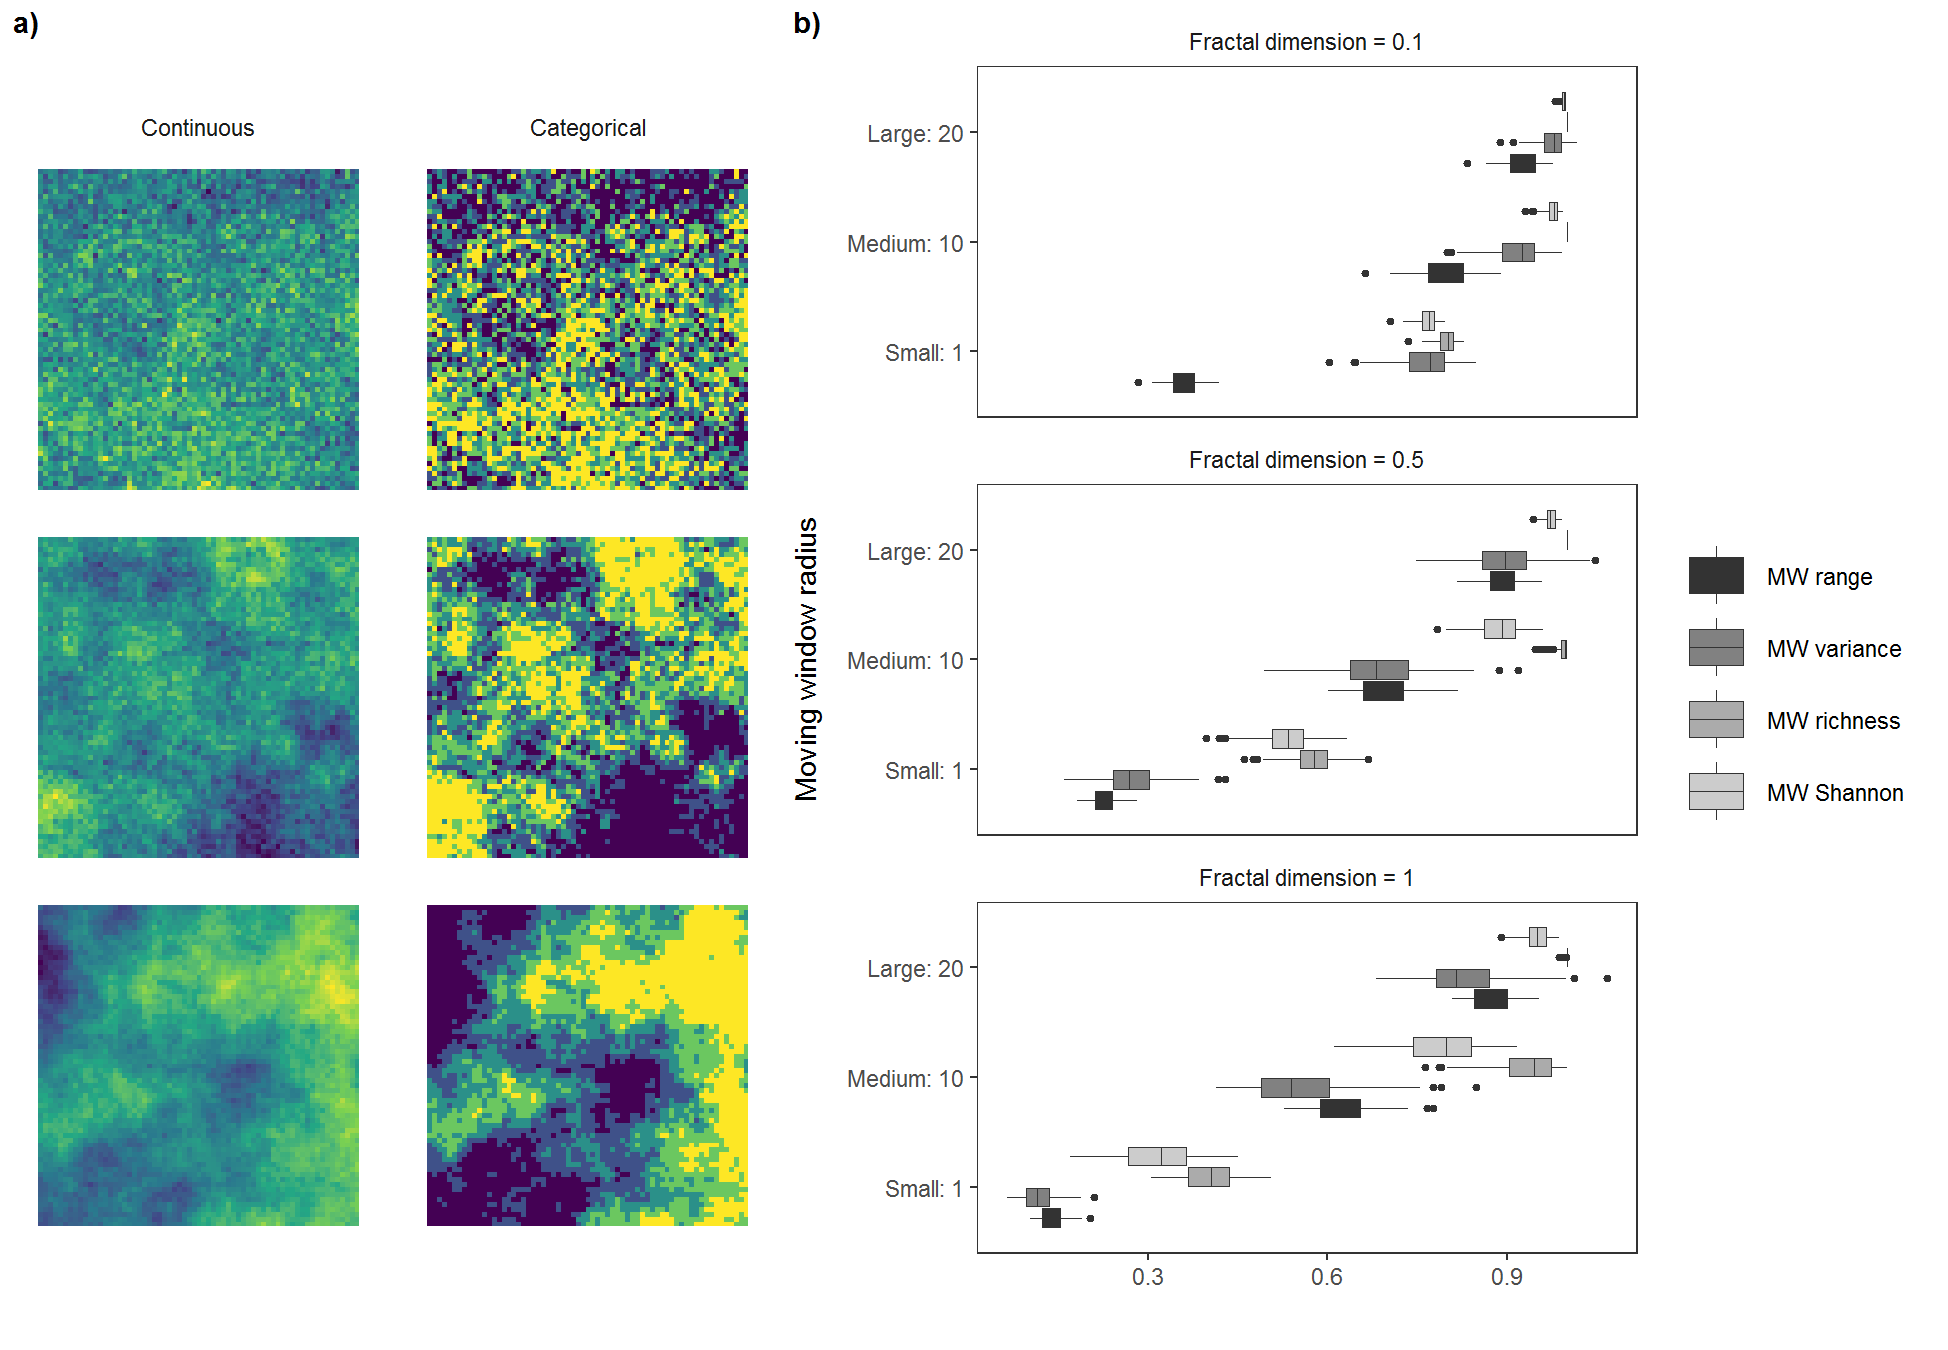 a)
Continuous
Categorical
b)
Moving window radius
Fractal dimension = 0.1
Large: 20
Medium: 10
Small: 1
Fractal dimension = 0.5
Large: 20
Medium: 10
Small: 1
Fractal dimension = 1
Large: 20
Medium: 10
Small: 1
0.3
0.6
0.9
MW range
MW variance
MW richness
MW Shannon